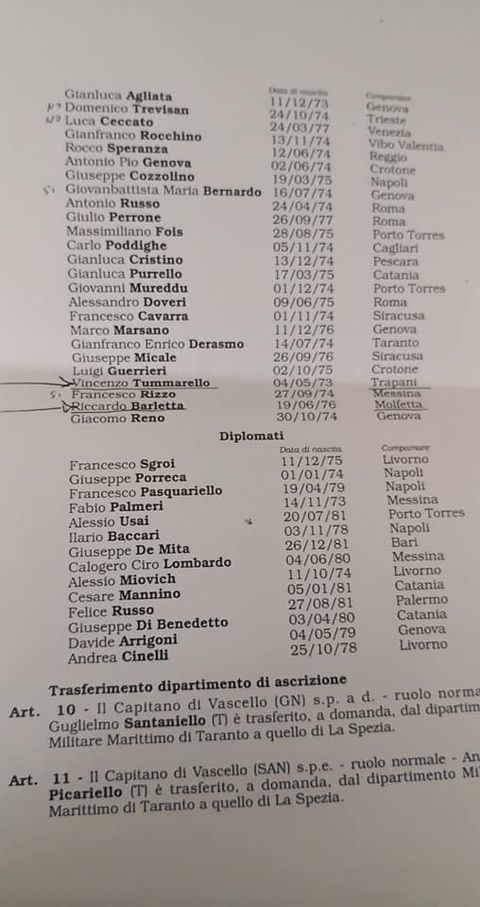 Data di nascita Compamare
Gianluca Agliata 11/12/73 Genova
Domenico Trevisan 24/10/74 Trieste
NO Luca Ceccato 24/03/77 Venezia
Gianfranco Rocchino 13/11/74 Vibo Valentia
Rocco Speranza 12/06/74 Reggio
Antonio Pio Genova 02/06/74 Crotone
Giuseppe Cozzolino 19/03/75 Napoli
Giovanbattista Maria Bernardo 16/07/74 Genova
Antonio Russo 24/04/74 Roma
Giulio Perrone 26/09/77 Roma
Massimiliano Fois 28/08/75 Porto Torres
Carlo Poddighe 05/11/74 Cagliari
Gianluca Cristino 13/12/74 Pescara
Gianluca Purrello 17/03/75 Catania
Giovanni Mureddu 01/12/74 Porto Torres
Alessandro Doveri 09/06/75 Roma
Francesco Cavarra 01/11/74 Siracusa
Marco Marsano 11/12/76 Genova
Gianfranco Enrico Derasmo 14/07/74 Taranto
Giuseppe Micale 26/09/76 Siracusa
Luigi Guerrieri 02/10/75 Crotone
Vincenzo Tummarello 04/05/73 Trapani
Francesco Rizzo 27/09/74 Messina
Riccardo Barletta 19/06/76 Molfetta
Giacomo Reno 30/10/74 Genova
Diplomati
Data di nascita Compamare
Francesco Sgroi 11/12/75 Livorno
Giuseppe Porreca 01/01/74 Napoli
Francesco Pasquariello 19/04/79 Napoli
Fabio Palmeri 14/11/73 Messina
Alessio Usai 20/07/81 Porto Torres
Ilario Baccari 03/11/78 Napoli
Giuseppe De Mita 26/12/81 Bari
Calogero Ciro Lombardo 04/06/80 Messina
Alessio Miovich 11/10/74 Livorno
Cesare Mannino 05/01/81 Catania
Felice Russo 27/08/81 Palermo
Giuseppe Di Benedetto 03/04/80 Catania
Davide Arrigoni 04/05/79 Genova
Andrea Cinelli 25/10/78 Livorno
Trasferimento dipartimento di ascrizione
Art. 10 - Il Capitano di Vascello (GN) s.p. a d. - ruolo norma
Guglielmo Santaniello (T) è trasferito, a domanda, dal dipartim
Militare Marittimo di Taranto a quello di La Spezia.
Art. 11 - Il Capitano di Vascello (SAN) s.p.e. - ruolo normale - An
Picariello (T) è trasferito, a domanda, dal dipartimento Mi
Marittimo di Taranto a quello di La Spezia.